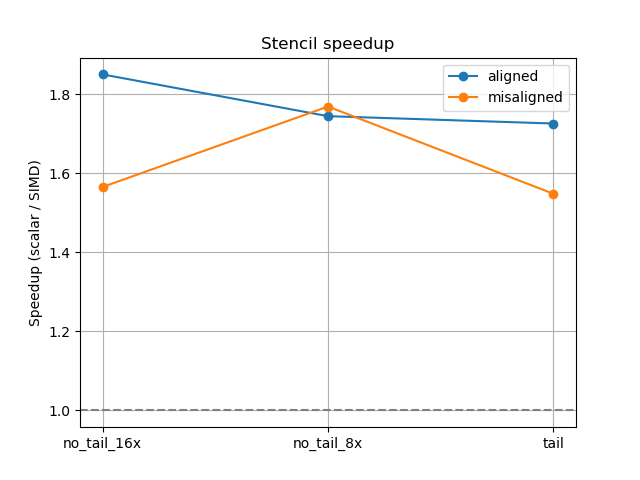 Stencil speedup
aligned
misaligned
Speedup (scalar / SIMD)
1.8
1.6
1.4
1.2
1.0
no_tail_16x
no_tail_8x
tail